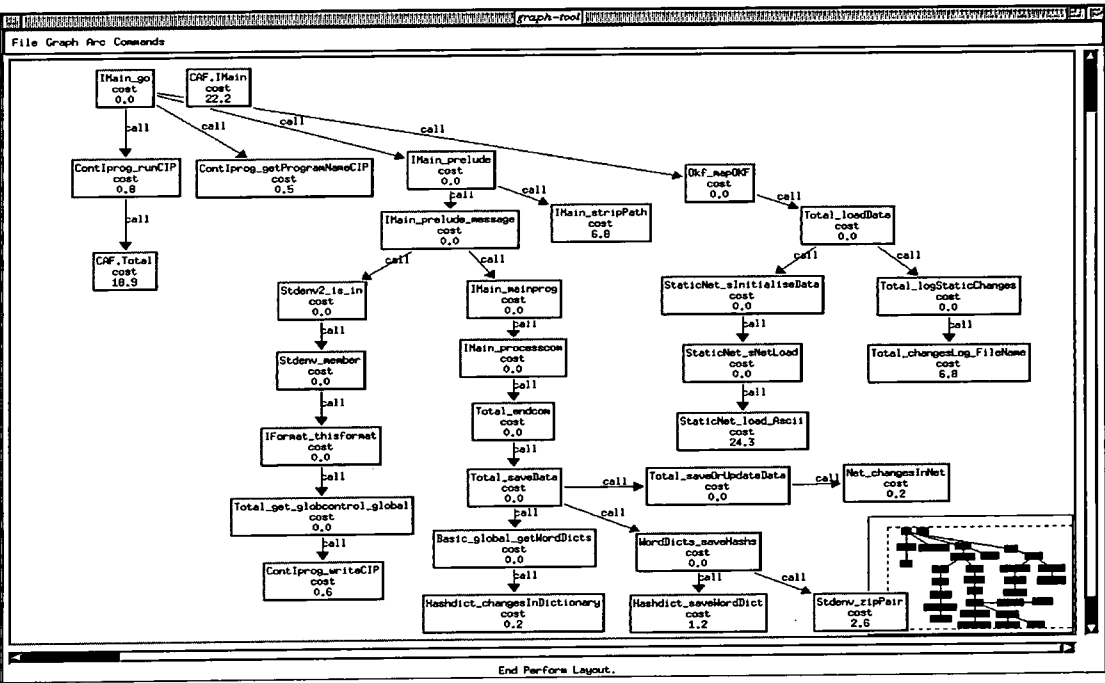 graph-tool
File Graph Arc Commands
IMain_go
cost
0.0
CAF.IMain
cost
22.2
call
call
call
call
ContIprog_runCIP
cost
0.8
ContIprog_getProgramNameCIP
cost
0.5
IMain_prelude
cost
0.0
Okf_mapOKF
cost
0.0
call
call
call
call
IMain_prelude_message
cost
0.0
IMain_stripPath
cost
6.8
Total_loadData
cost
0.0
CAF.Total
cost
18.9
call
call
call
call
Stdenv2_is_in
cost
0.0
IMain_mainprog
cost
0.0
StaticNet_sInitialiseData
cost
0.0
Total_logStaticChanges
cost
0.0
call
call
call
call
Stdenv_member
cost
0.0
IMain_processcom
cost
0.0
StaticNet_sNetLoad
cost
0.0
Total_changesLog_FileName
cost
6.8
call
call
call
IFormat_thisformat
cost
0.0
Total_endcom
cost
0.0
StaticNet_load_Ascii
cost
24.3
call
call
Total_get_globcontrol_global
cost
0.0
Total_saveData
cost
0.0
call
Total_saveOrUpdateData
cost
0.0
call
Net_changesInNet
cost
0.2
call
call
call
ContIprog_writeCIP
cost
0.6
Basic_global_getWordDicts
cost
0.0
WordDicts_saveHashs
cost
0.0
call
call
call
Hashdict_changesInDictionary
cost
0.2
Hashdict_saveWordDict
cost
1.2
Stdenv_zipPair
cost
2.6
End Perform Layout.